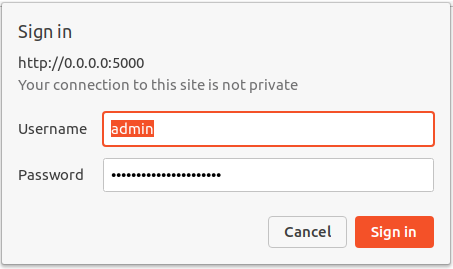 Sign in
http://0.0.0.0:5000
Your connection to this site is not private
Username admin
Password ••••••••••••••••••••••
Cancel Sign in